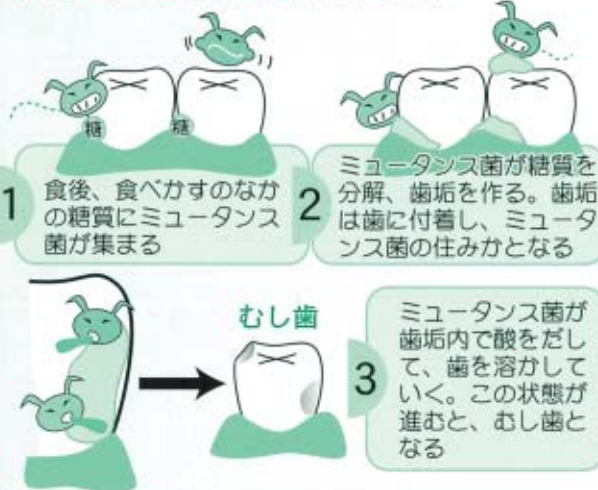 糖
糖
1
食後、食べかすのなか
の糖質にミュータンス
菌が集まる
2
ミュータンス菌が糖質を
分解、歯垢を作る。歯垢
は歯に付着し、ミュータ
ンス菌の住みかとなる
むし歯
3
ミュータンス菌が
歯垢内で酸をだし
て、歯を溶かして
いく。この状態が
進むと、むし歯と
なる